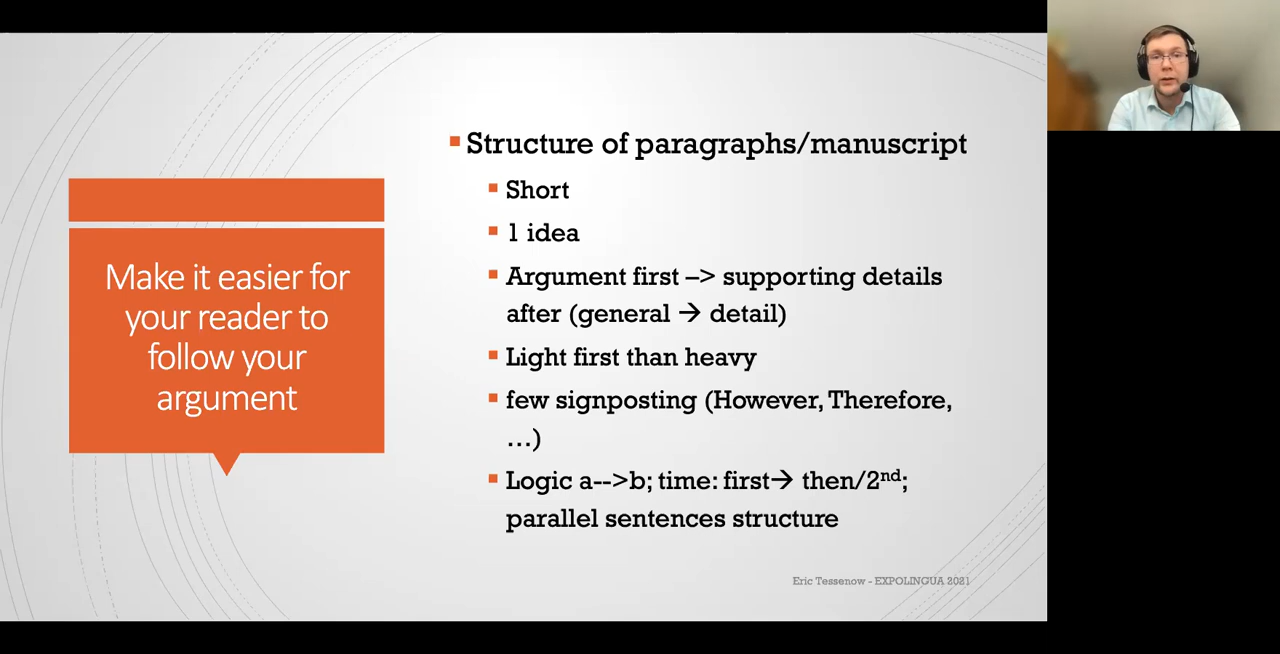 Make it easier for
your reader to
follow your
argument
Structure of paragraphs/manuscript
Short
1 idea
Argument first –> supporting details
after (general → detail)
Light first than heavy
few signposting (However, Therefore,
…)
Logic a-->b; time: first→ then/2nd;
parallel sentences structure
Eric Tessenow - EXPOLINGUA 2021